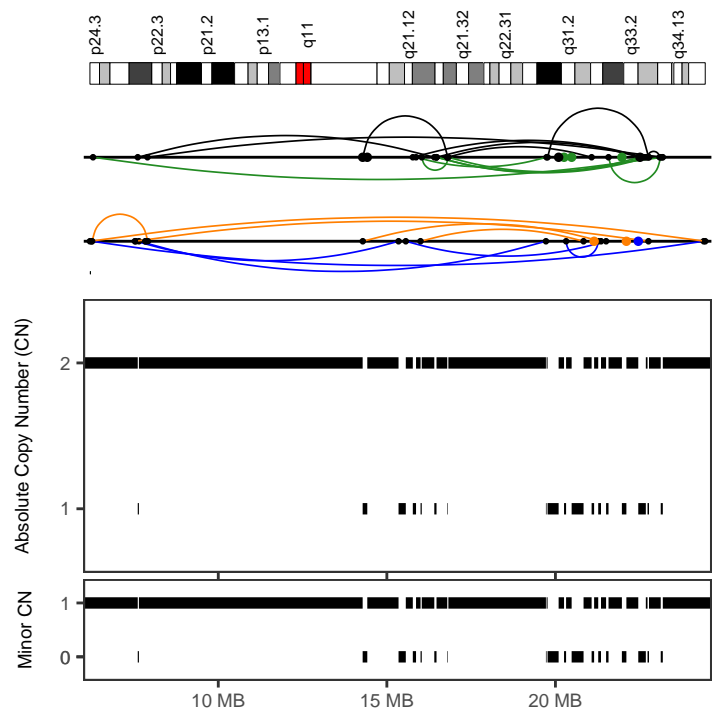 p24.3
p22.3
p21.2
p13.1
q11
q21.12
q21.32
q22.31
q31.2
q33.2
q34.13
Absolute Copy Number (CN)
2
1
Minor CN
1
0
10 MB
15 MB
20 MB